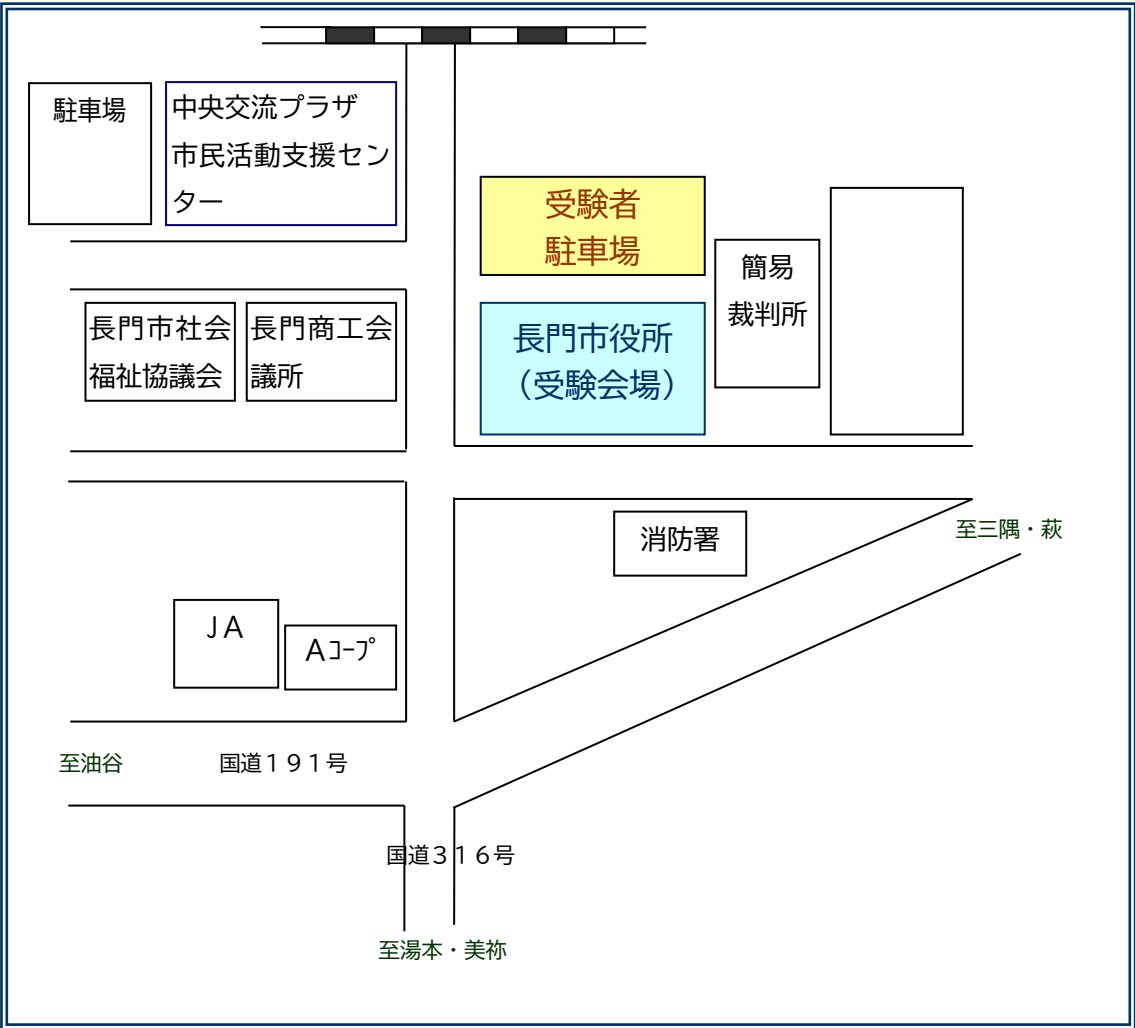 駐車場
中央交流プラザ
市民活動支援セン
ター
受験者
駐車場
簡易
裁判所
長門市社会
福祉協議会
長門商工会
議所
長門市役所
（受験会場）
消防署
至三隅・萩
ＪＡ
Ａｺｰﾌﾟ
至油谷
国道１９１号
国道３１６号
至湯本・美祢